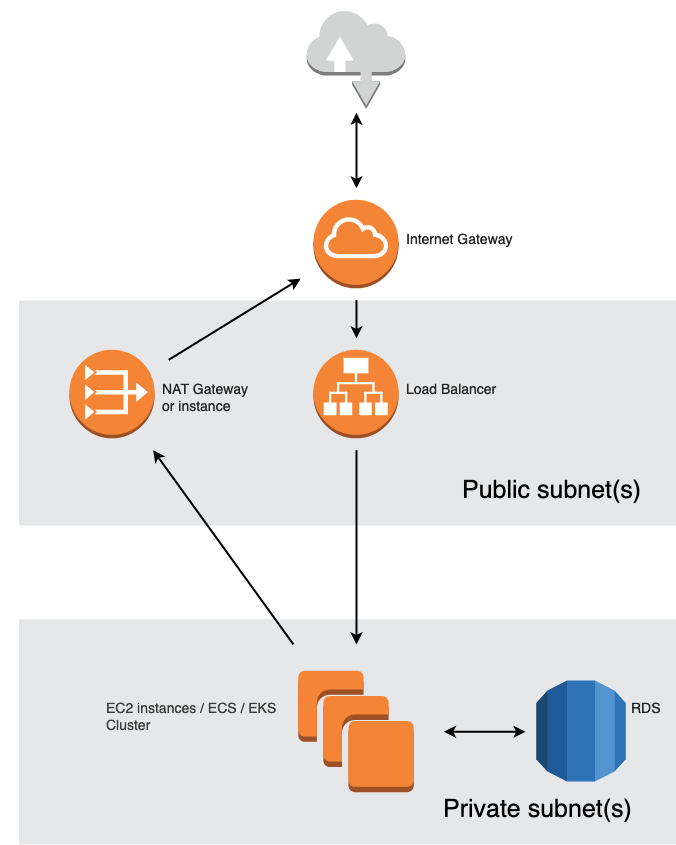 Internet Gateway
NAT Gateway
or instance
Load Balancer
Public subnet(s)
EC2 instances / ECS / EKS
Cluster
RDS
Private subnet(s)